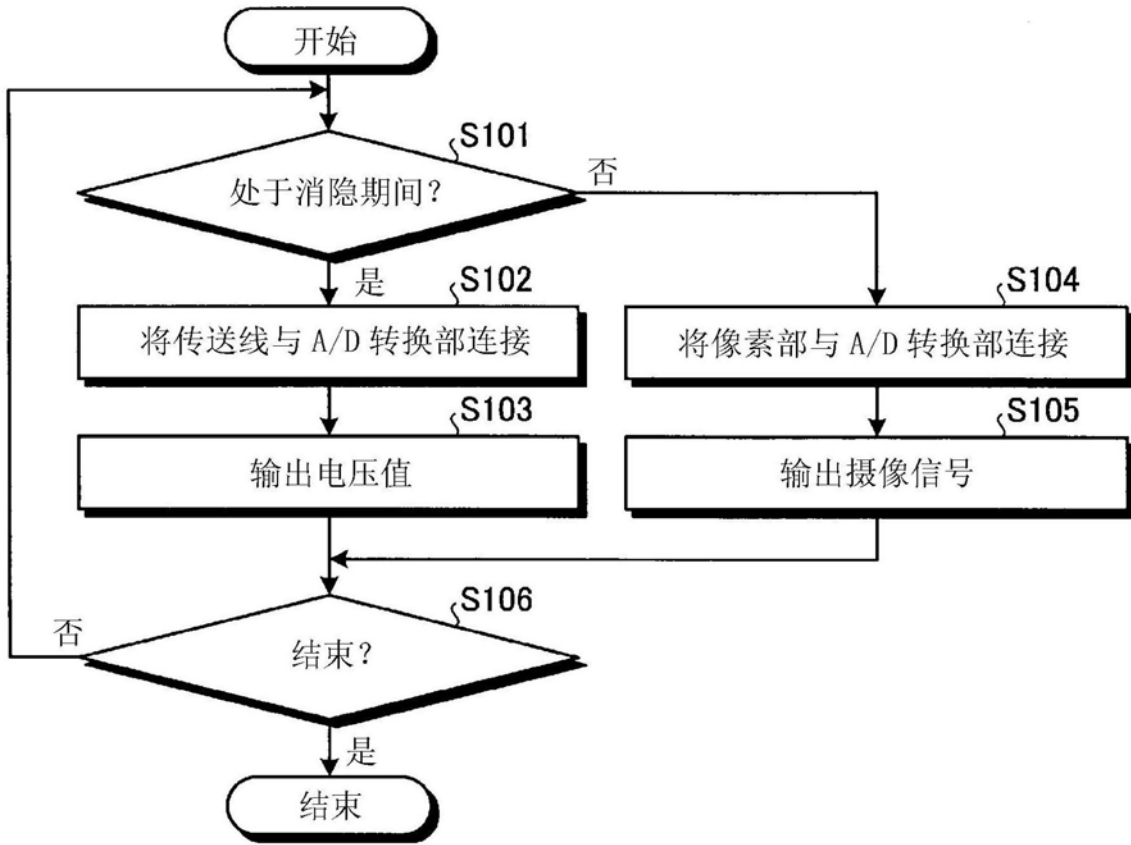 开始
S101
处于消隐期间？
否
是
S102
将传送线与 A/D 转换部连接
S104
将像素部与 A/D 转换部连接
S103
输出电压值
S105
输出摄像信号
S106
结束？
否
是
结束